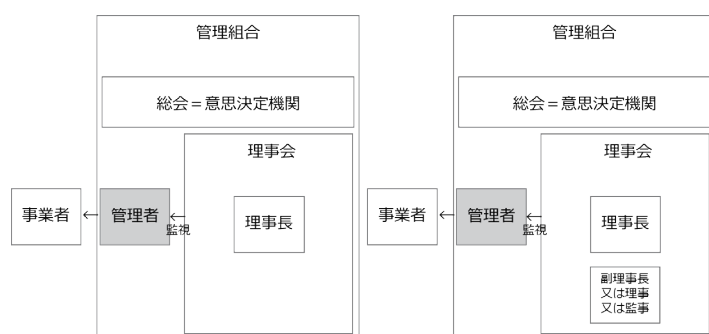 管理組合
総会=意思決定機関
理事会
事業者
管理者
監視
理事長
管理組合
総会=意思決定機関
理事会
事業者
管理者
監視
理事長
副理事長
又は理事
又は監事